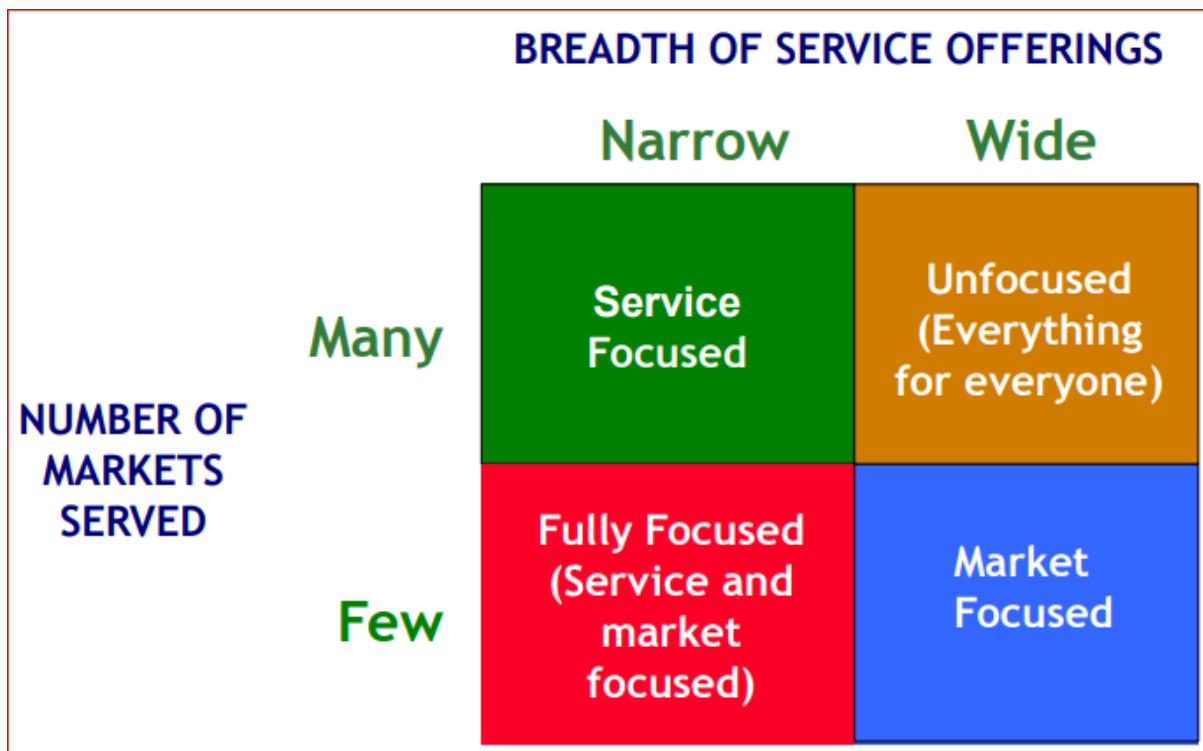 BREADTH OF SERVICE OFFERINGS
Narrow
Wide
Many
Service
Focused
Unfocused
(Everything
for everyone)
NUMBER OF
MARKETS
SERVED
Few
Fully Focused
(Service and
market
focused)
Market
Focused